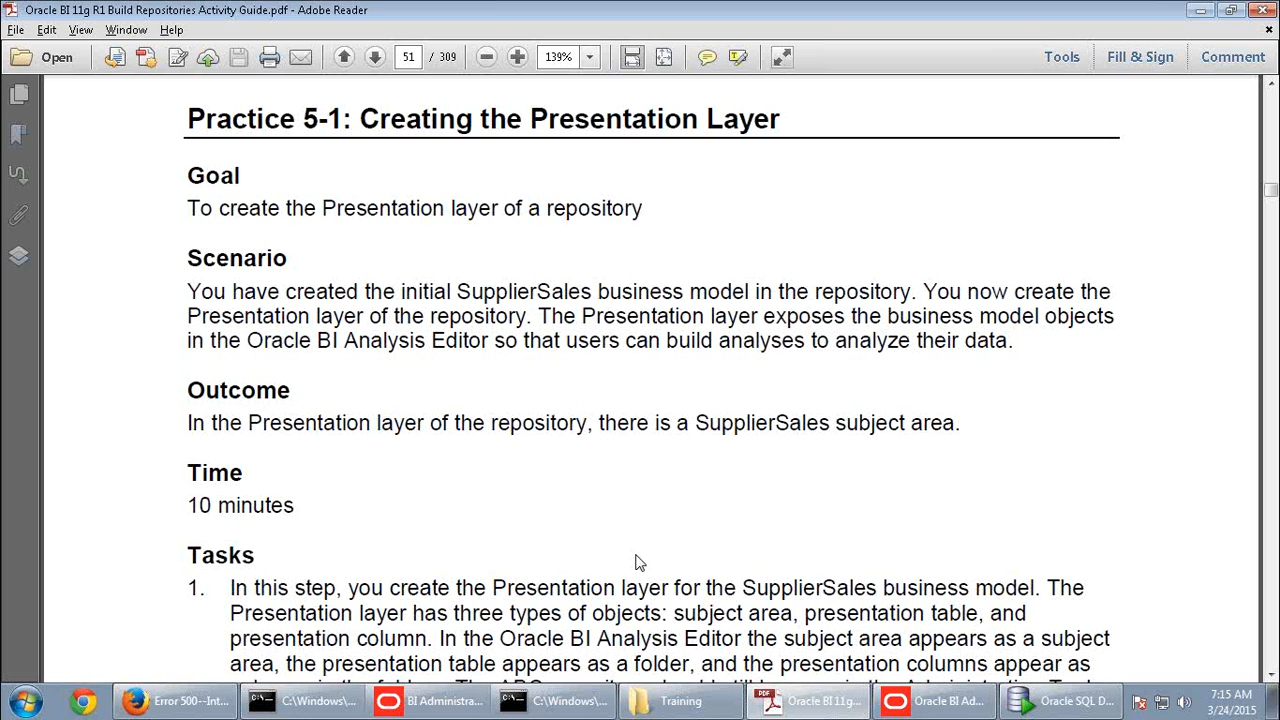 Oracle BI 11g R1 Build Repositories Activity Guide.pdf - Adobe Reader
File Edit View Window Help
Open 51 / 309 139% Tools Fill & Sign Comment
Practice 5-1: Creating the Presentation Layer
Goal
To create the Presentation layer of a repository
Scenario
You have created the initial SupplierSales business model in the repository. You now create the
Presentation layer of the repository. The Presentation layer exposes the business model objects
in the Oracle BI Analysis Editor so that users can build analyses to analyze their data.
Outcome
In the Presentation layer of the repository, there is a SupplierSales subject area.
Time
10 minutes
Tasks
1. In this step, you create the Presentation layer for the SupplierSales business model. The
Presentation layer has three types of objects: subject area, presentation table, and
presentation column. In the Oracle BI Analysis Editor the subject area appears as a subject
area, the presentation table appears as a folder, and the presentation columns appear as
Error 500--Int... C:\Windows\... BI Administra... C:\Windows\... Training Oracle BI 11g... Oracle BI Ad... Oracle SQL D...
7:15 AM
3/24/2015